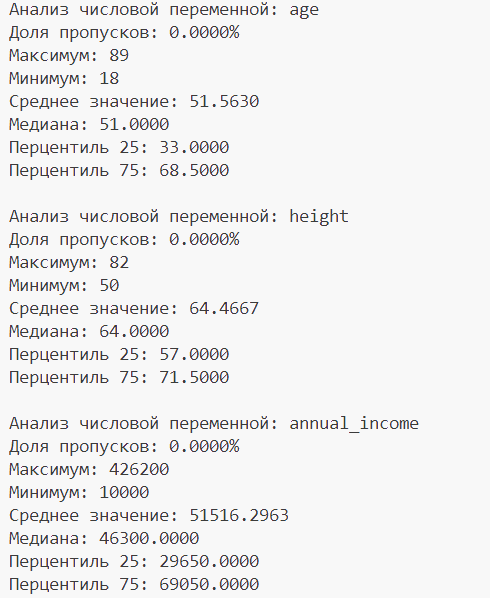 Анализ числовой переменной: age
Доля пропусков: 0.0000%
Максимум: 89
Минимум: 18
Среднее значение: 51.5630
Медиана: 51.0000
Перцентиль 25: 33.0000
Перцентиль 75: 68.5000
Анализ числовой переменной: height
Доля пропусков: 0.0000%
Максимум: 82
Минимум: 50
Среднее значение: 64.4667
Медиана: 64.0000
Перцентиль 25: 57.0000
Перцентиль 75: 71.5000
Анализ числовой переменной: annual_income
Доля пропусков: 0.0000%
Максимум: 426200
Минимум: 10000
Среднее значение: 51516.2963
Медиана: 46300.0000
Перцентиль 25: 29650.0000
Перцентиль 75: 69050.0000